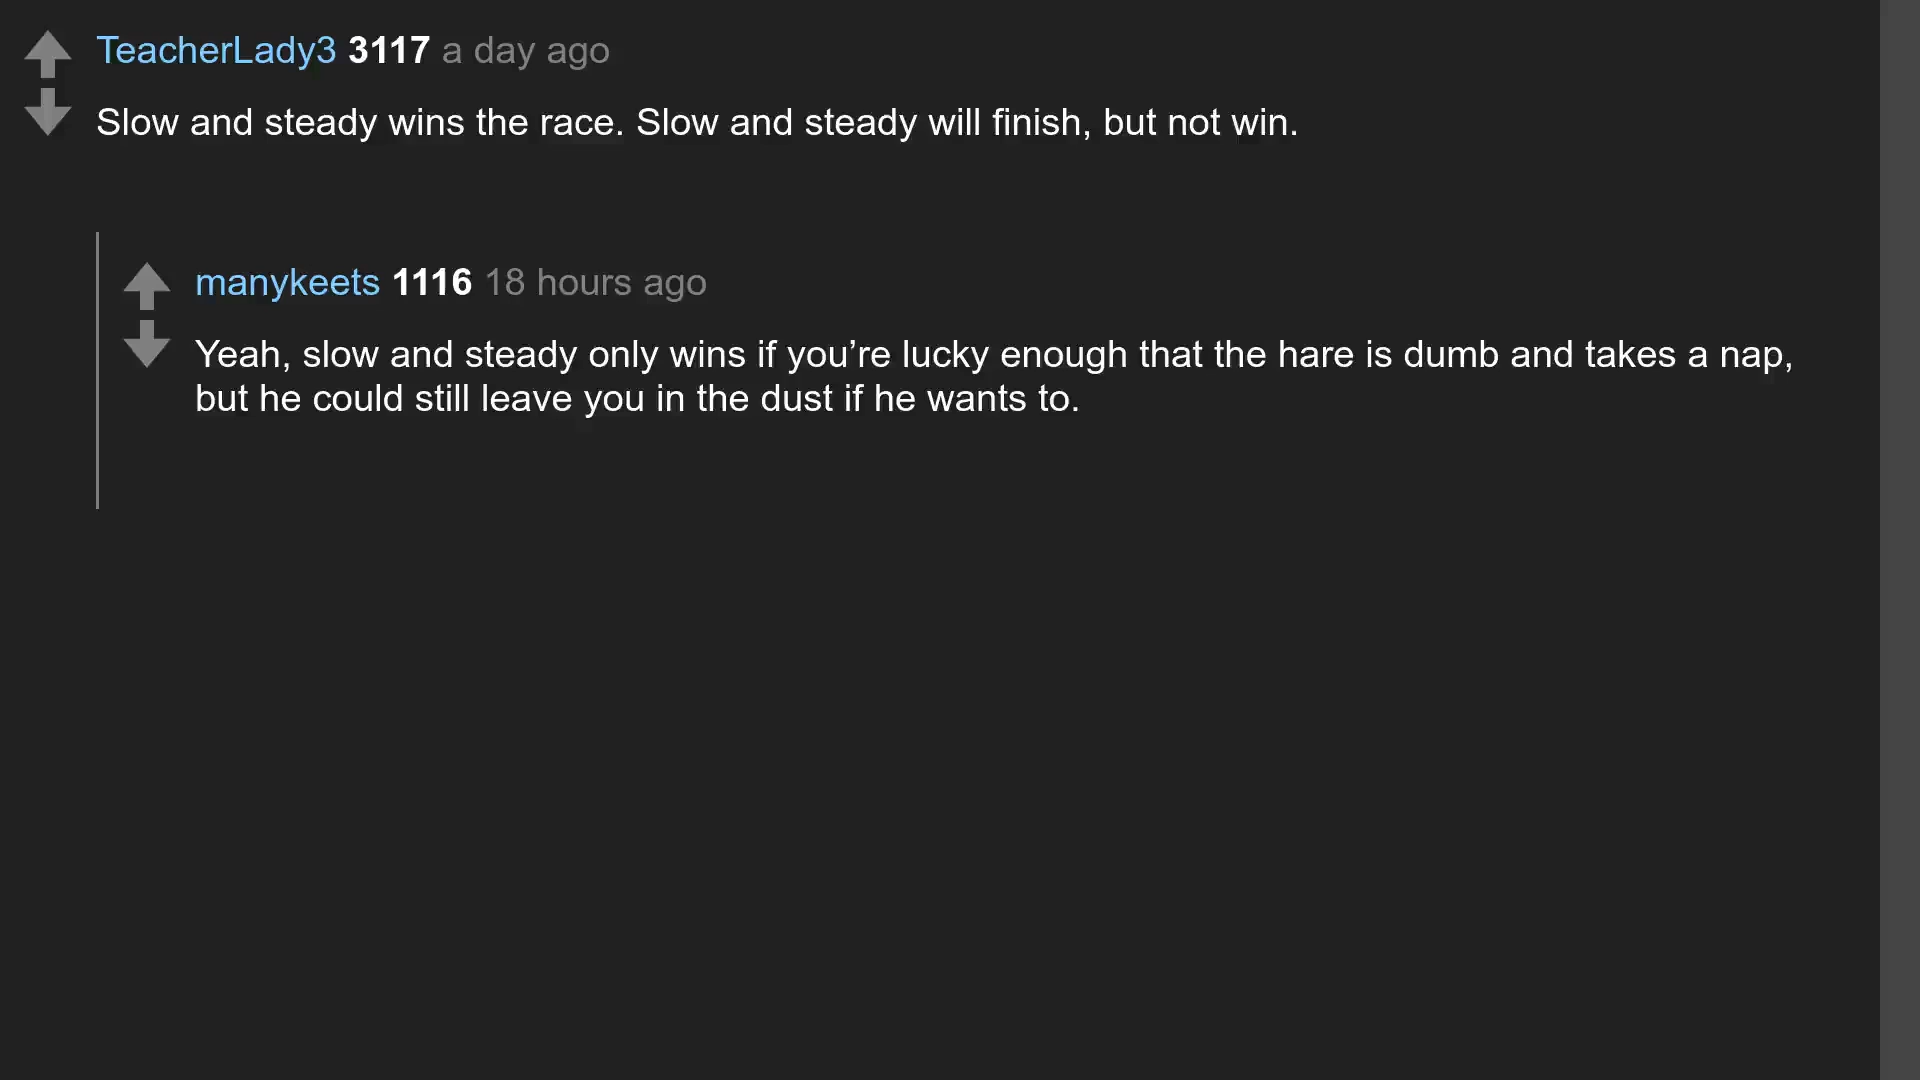 TeacherLady3 3117 a day ago
Slow and steady wins the race. Slow and steady will finish, but not win.
manykeets 1116 18 hours ago
Yeah, slow and steady only wins if you’re lucky enough that the hare is dumb and takes a nap,
but he could still leave you in the dust if he wants to.